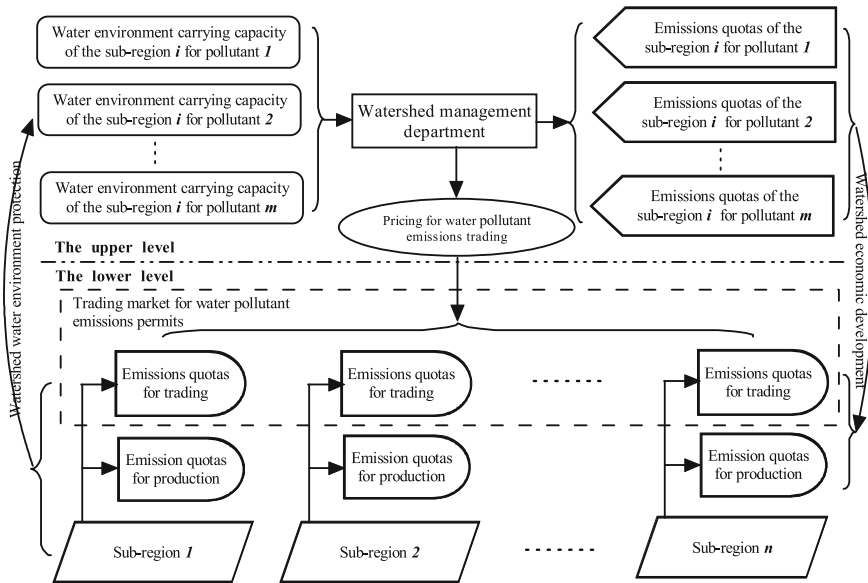 Water environment carrying capacity
of the sub-region i for pollutant 1
Water environment carrying capacity
of the sub-region i for pollutant 2
Water environment carrying capacity
of the sub-region i for pollutant m
Watershed management
department
Emissions quotas of the
sub-region i for pollutant 1
Emissions quotas of the
sub-region i for pollutant 2
Emissions quotas of the
sub-region i for pollutant m
Pricing for water pollutant
emissions trading
The upper level
The lower level
Watershed water environment protection
Watershed economic development
Trading market for water pollutant
emissions permits
Emissions quotas
for trading
Emissions quotas
for trading
Emissions quotas
for trading
Emission quotas
for production
Emission quotas
for production
Emission quotas
for production
Sub-region 1
Sub-region 2
Sub-region n